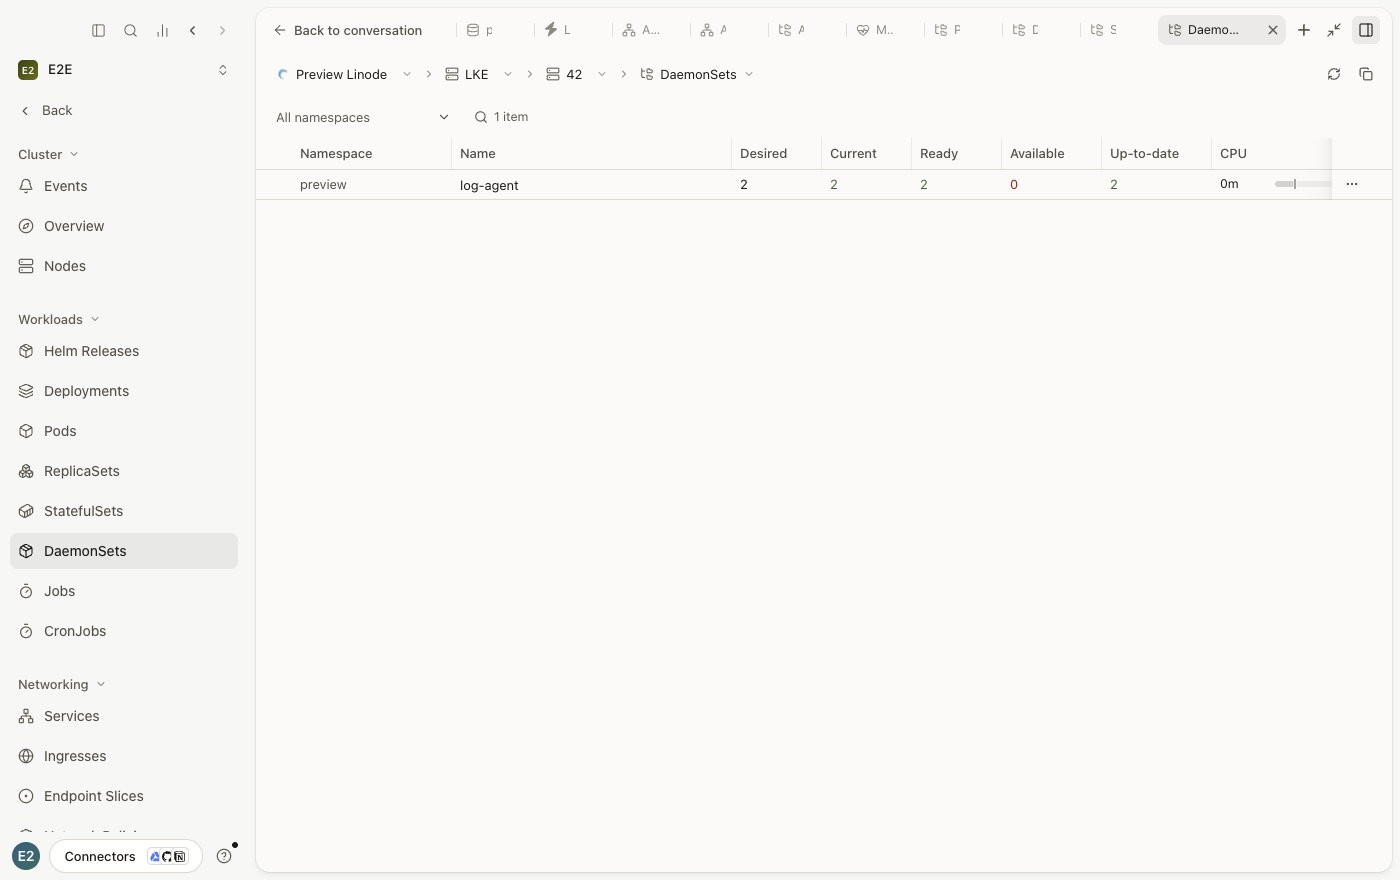 E2 E2E
Back
Cluster
Events
Overview
Nodes
Workloads
Helm Releases
Deployments
Pods
ReplicaSets
StatefulSets
DaemonSets
Jobs
CronJobs
Networking
Services
Ingresses
Endpoint Slices
E2 Connectors
Back to conversation
L
A...
M..
Daemo...
Preview Linode
LKE
42
DaemonSets
All namespaces
1 item
Namespace Name Desired Current Ready Available Up-to-date CPU
preview log-agent 2 2 2 0 2 0m